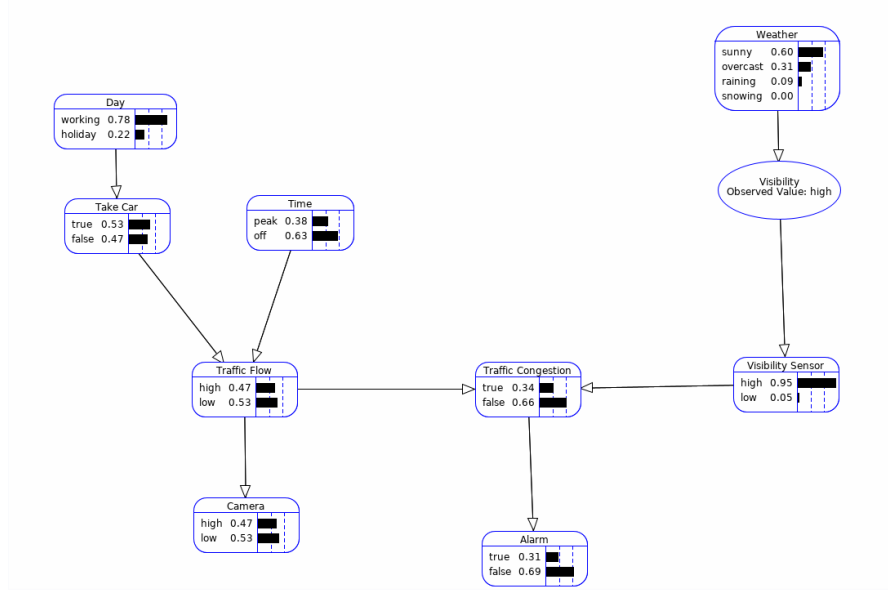 Weather
sunny 0.60
overcast 0.31
raining 0.09
snowing 0.00
Day
working 0.78
holiday 0.22
Visibility
Observed Value: high
Take Car
true 0.53
false 0.47
Time
peak 0.38
off 0.63
Traffic Flow
high 0.47
low 0.53
Traffic Congestion
true 0.34
false 0.66
Visibility Sensor
high 0.95
low 0.05
Camera
high 0.47
low 0.53
Alarm
true 0.31
false 0.69